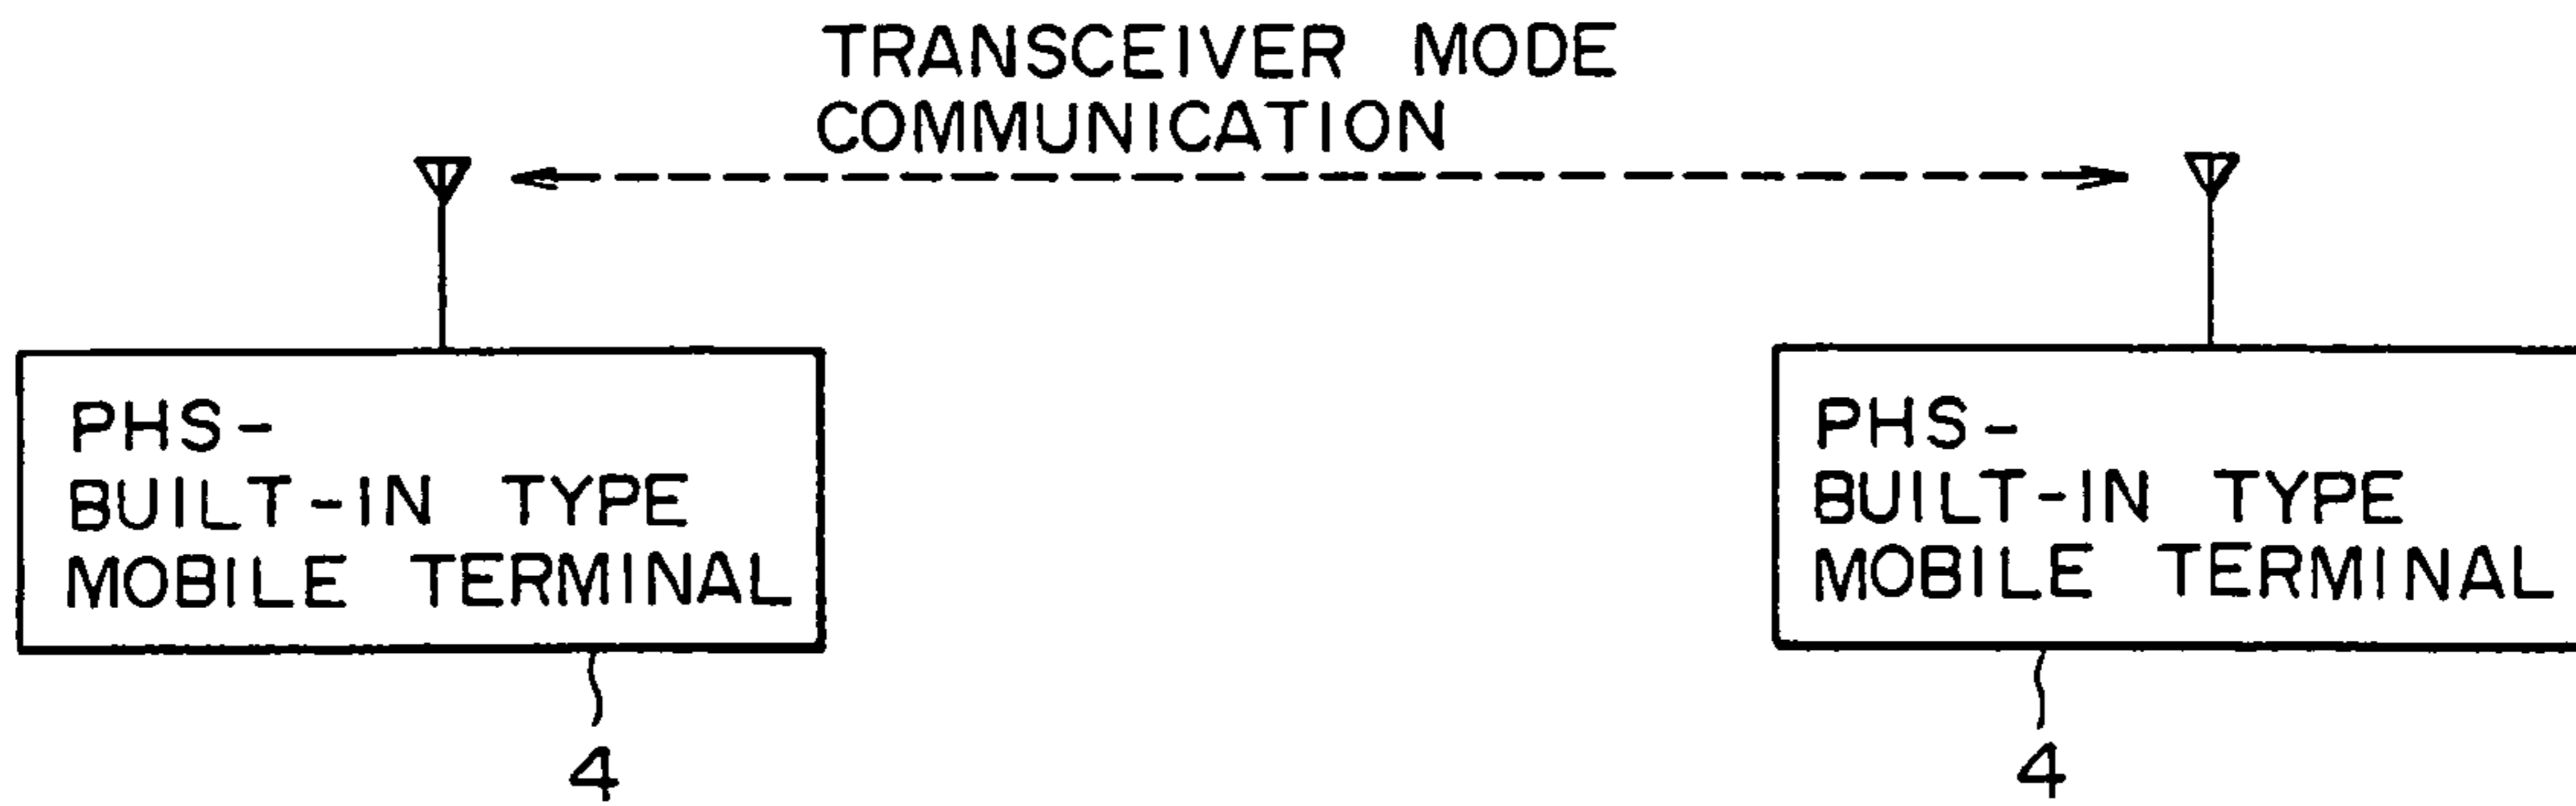 TRANSCEIVER MODE
COMMUNICATION
PHS-
BUILT-IN TYPE
MOBILE TERMINAL
4
PHS-
BUILT-IN TYPE
MOBILE TERMINAL
4